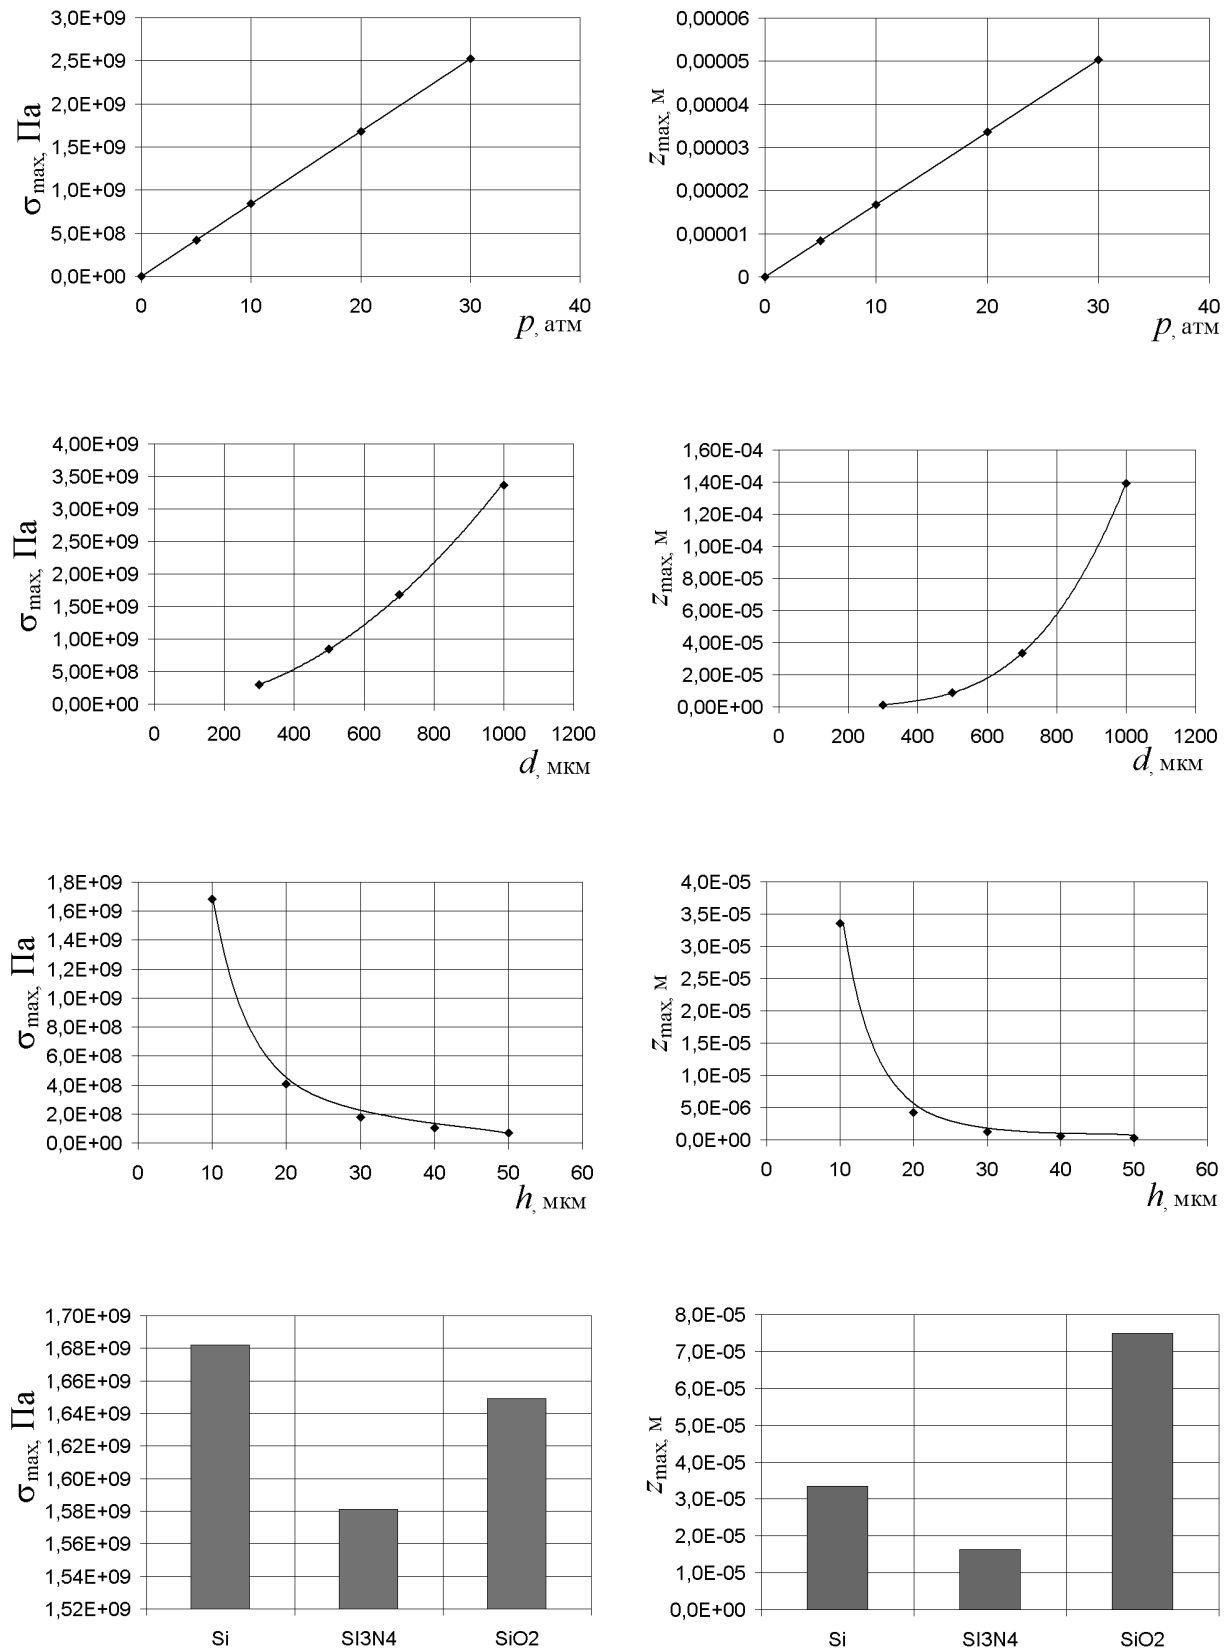 3,0E+09
2,5E+09
2,0E+09
1,5E+09
1,0E+09
5,0E+08
0,0E+00
σmax, Па
0 10 20 30 40
p, атм
0,00006
0,00005
0,00004
0,00003
0,00002
0,00001
0
zmax, м
0 10 20 30 40
p, атм
4,00E+09
3,50E+09
3,00E+09
2,50E+09
2,00E+09
1,50E+09
1,00E+09
5,00E+08
0,00E+00
σmax, Па
0 200 400 600 800 1000 1200
d, мкм
1,60E-04
1,40E-04
1,20E-04
1,00E-04
8,00E-05
6,00E-05
4,00E-05
2,00E-05
0,00E+00
zmax, м
0 200 400 600 800 1000 1200
d, мкм
1,8E+09
1,6E+09
1,4E+09
1,2E+09
1,0E+09
8,0E+08
6,0E+08
4,0E+08
2,0E+08
0,0E+00
σmax, Па
0 10 20 30 40 50 60
h, мкм
4,0E-05
3,5E-05
3,0E-05
2,5E-05
2,0E-05
1,5E-05
1,0E-05
5,0E-06
0,0E+00
zmax, м
0 10 20 30 40 50 60
h, мкм
1,70E+09
1,68E+09
1,66E+09
1,64E+09
1,62E+09
1,60E+09
1,58E+09
1,56E+09
1,54E+09
1,52E+09
σmax, Па
Si SI3N4 SiO2
8,0E-05
7,0E-05
6,0E-05
5,0E-05
4,0E-05
3,0E-05
2,0E-05
1,0E-05
0,0E+00
zmax, м
Si SI3N4 SiO2